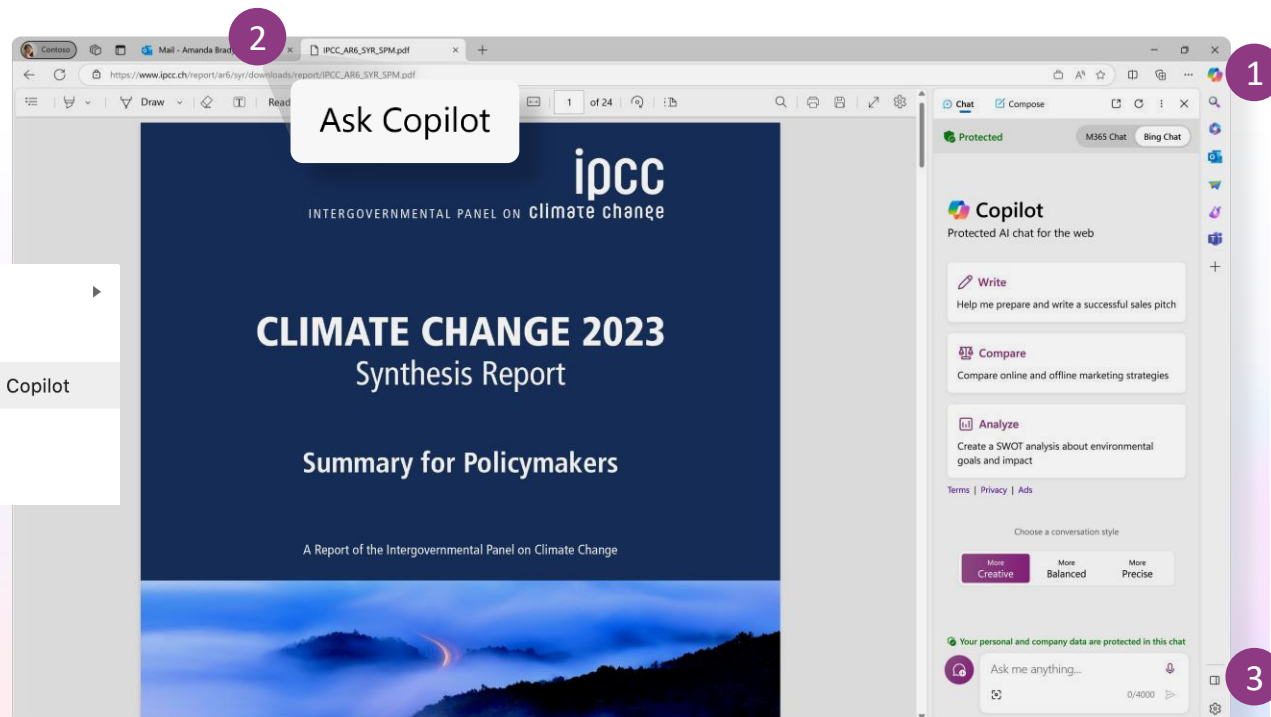 2
1
Contoso
Mail - Amanda Brad
IPCC_AR6_SYR_SPM.pdf
https://www.ipcc.ch/report/ar6/syr/downloads/report/IPCC_AR6_SYR_SPM.pdf
Draw
Read
1 of 24
Ask Copilot
ipcc
INTERGOVERNMENTAL PANEL ON climate change
CLIMATE CHANGE 2023
Synthesis Report
Summary for Policymakers
A Report of the Intergovernmental Panel on Climate Change
Copilot
Chat
Compose
Protected
M365 Chat
Bing Chat
Copilot
Protected AI chat for the web
Write
Help me prepare and write a successful sales pitch
Compare
Compare online and offline marketing strategies
Analyze
Create a SWOT analysis about environmental
goals and impact
Terms | Privacy | Ads
Choose a conversation style
More
Creative
More
Balanced
More
Precise
Your personal and company data are protected in this chat
Ask me anything...
0/4000
3